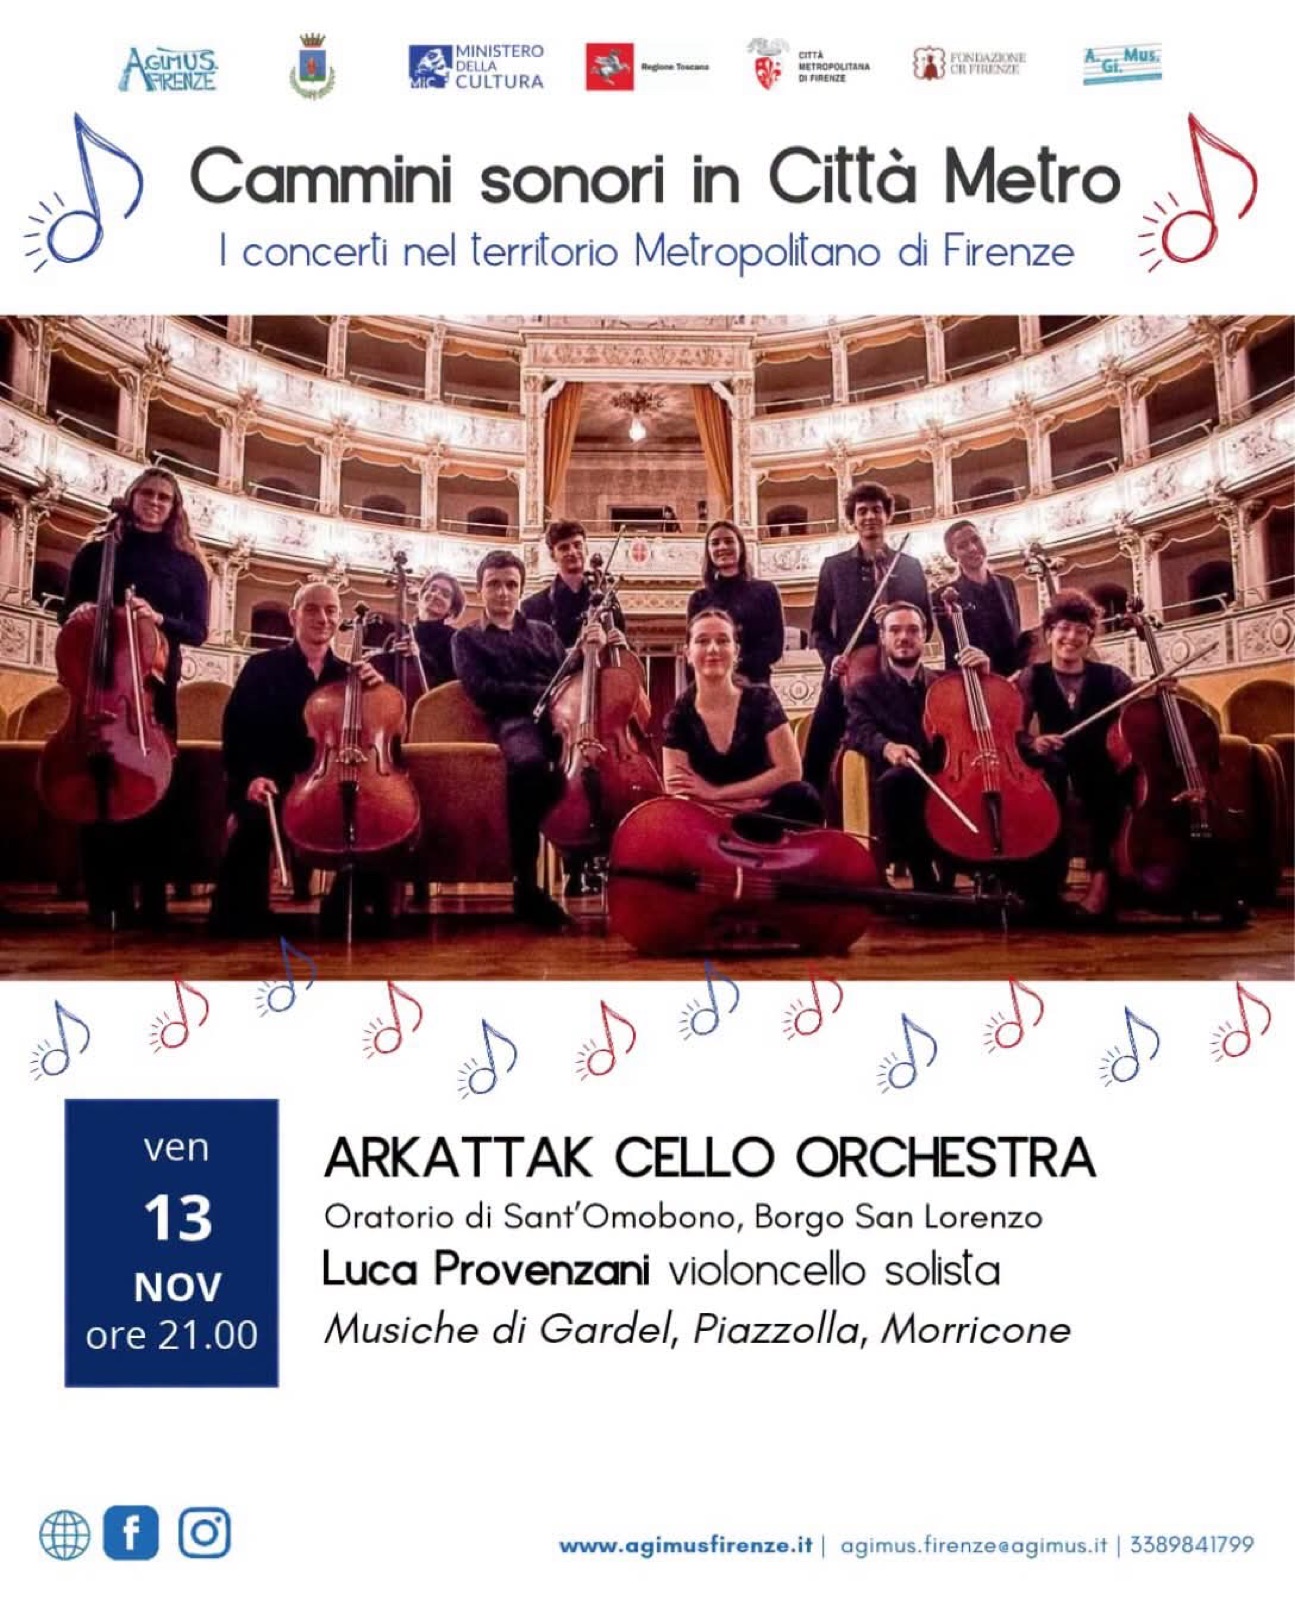 AGIMUS FIRENZE
MIC
MINISTERO
DELLA
CULTURA
Regione Toscana
CITTÀ
METROPOLITANA
DI FIRENZE
FONDAZIONE
CR FIRENZE
A.Gi.Mus.
Cammini sonori in Città Metro
I concerti nel territorio Metropolitano di Firenze
ven
13
NOV
ore 21.00
ARKATTAK CELLO ORCHESTRA
Oratorio di Sant'Omobono, Borgo San Lorenzo
Luca Provenzani violoncello solista
Musiche di Gardel, Piazzolla, Morricone
www.agimusfirenze.it | agimus.firenze@agimus.it | 3389841799